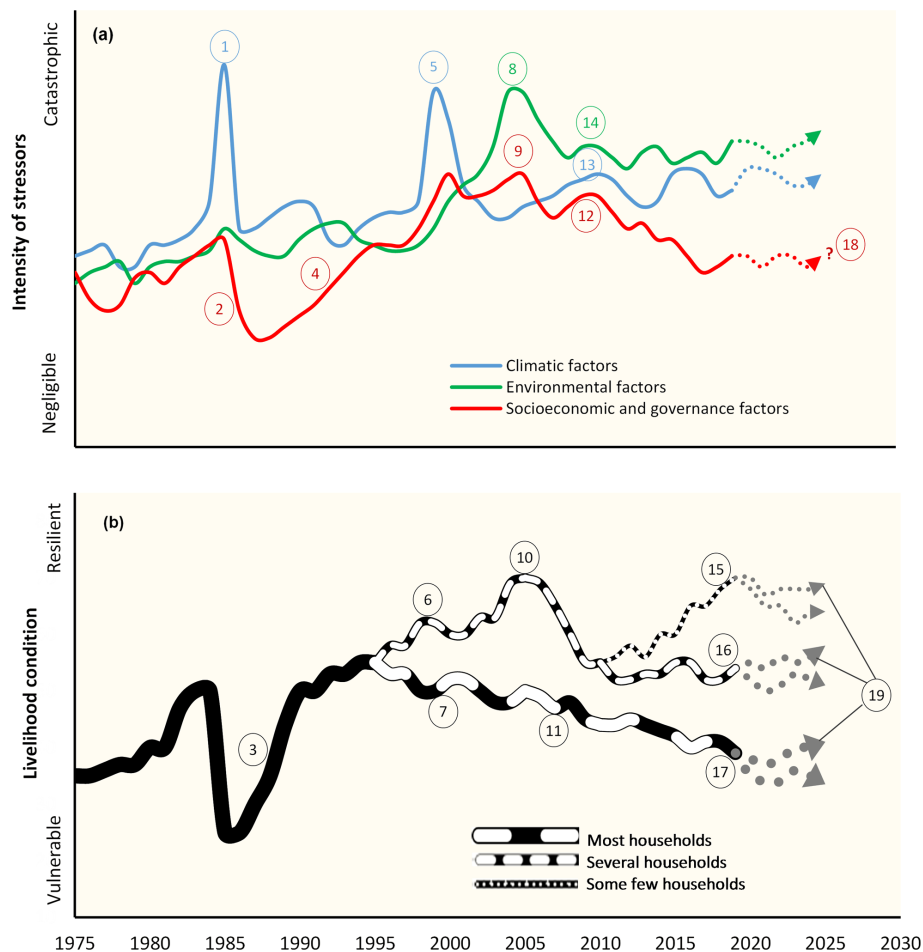 (a)
Catastrophic
Intensity of stressors
Negligible
1
5
8
14
9
13
12
4
2
? 18
Climatic factors
Environmental factors
Socioeconomic and governance factors
(b)
Resilient
Livelihood condition
Vulnerable
10
15
6
16
19
7
11
3
17
Most households
Several households
Some few households
1975 1980 1985 1990 1995 2000 2005 2010 2015 2020 2025 2030